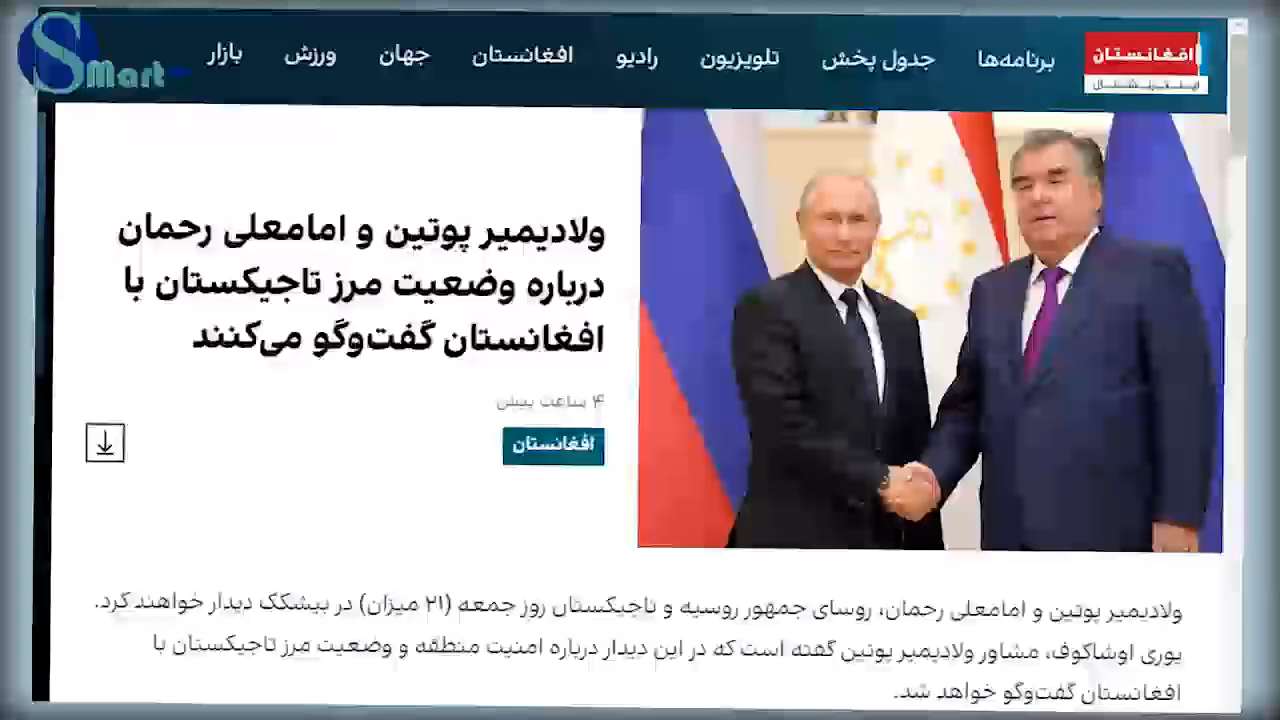 Smart
افغانستان
اینترنشنال
برنامه‌ها
جدول پخش
تلویزیون
رادیو
افغانستان
جهان
ورزش
بازار
ولادیمیر پوتین و امامعلی رحمان
درباره وضعیت مرز تاجیکستان با
افغانستان گفت‌وگو می‌کنند
۴ ساعت پیش
افغانستان
ولادیمیر پوتین و امامعلی رحمان، روسای جمهور روسیه و تاجیکستان روز جمعه (۲۱ میزان) در بیشکک دیدار خواهند کرد.
یوری اوشاکوف، مشاور ولادیمیر پوتین گفته است که در این دیدار درباره امنیت منطقه و وضعیت مرز تاجیکستان با
افغانستان گفت‌وگو خواهد شد.